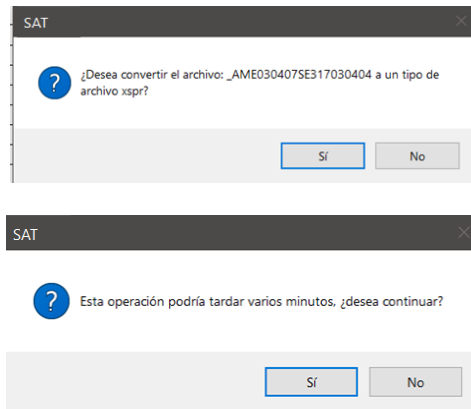 SAT
¿Desea convertir el archivo: _AME030407SE317030404 a un tipo de
archivo xspr?
Sí
No
SAT
Esta operación podría tardar varios minutos, ¿desea continuar?
Sí
No